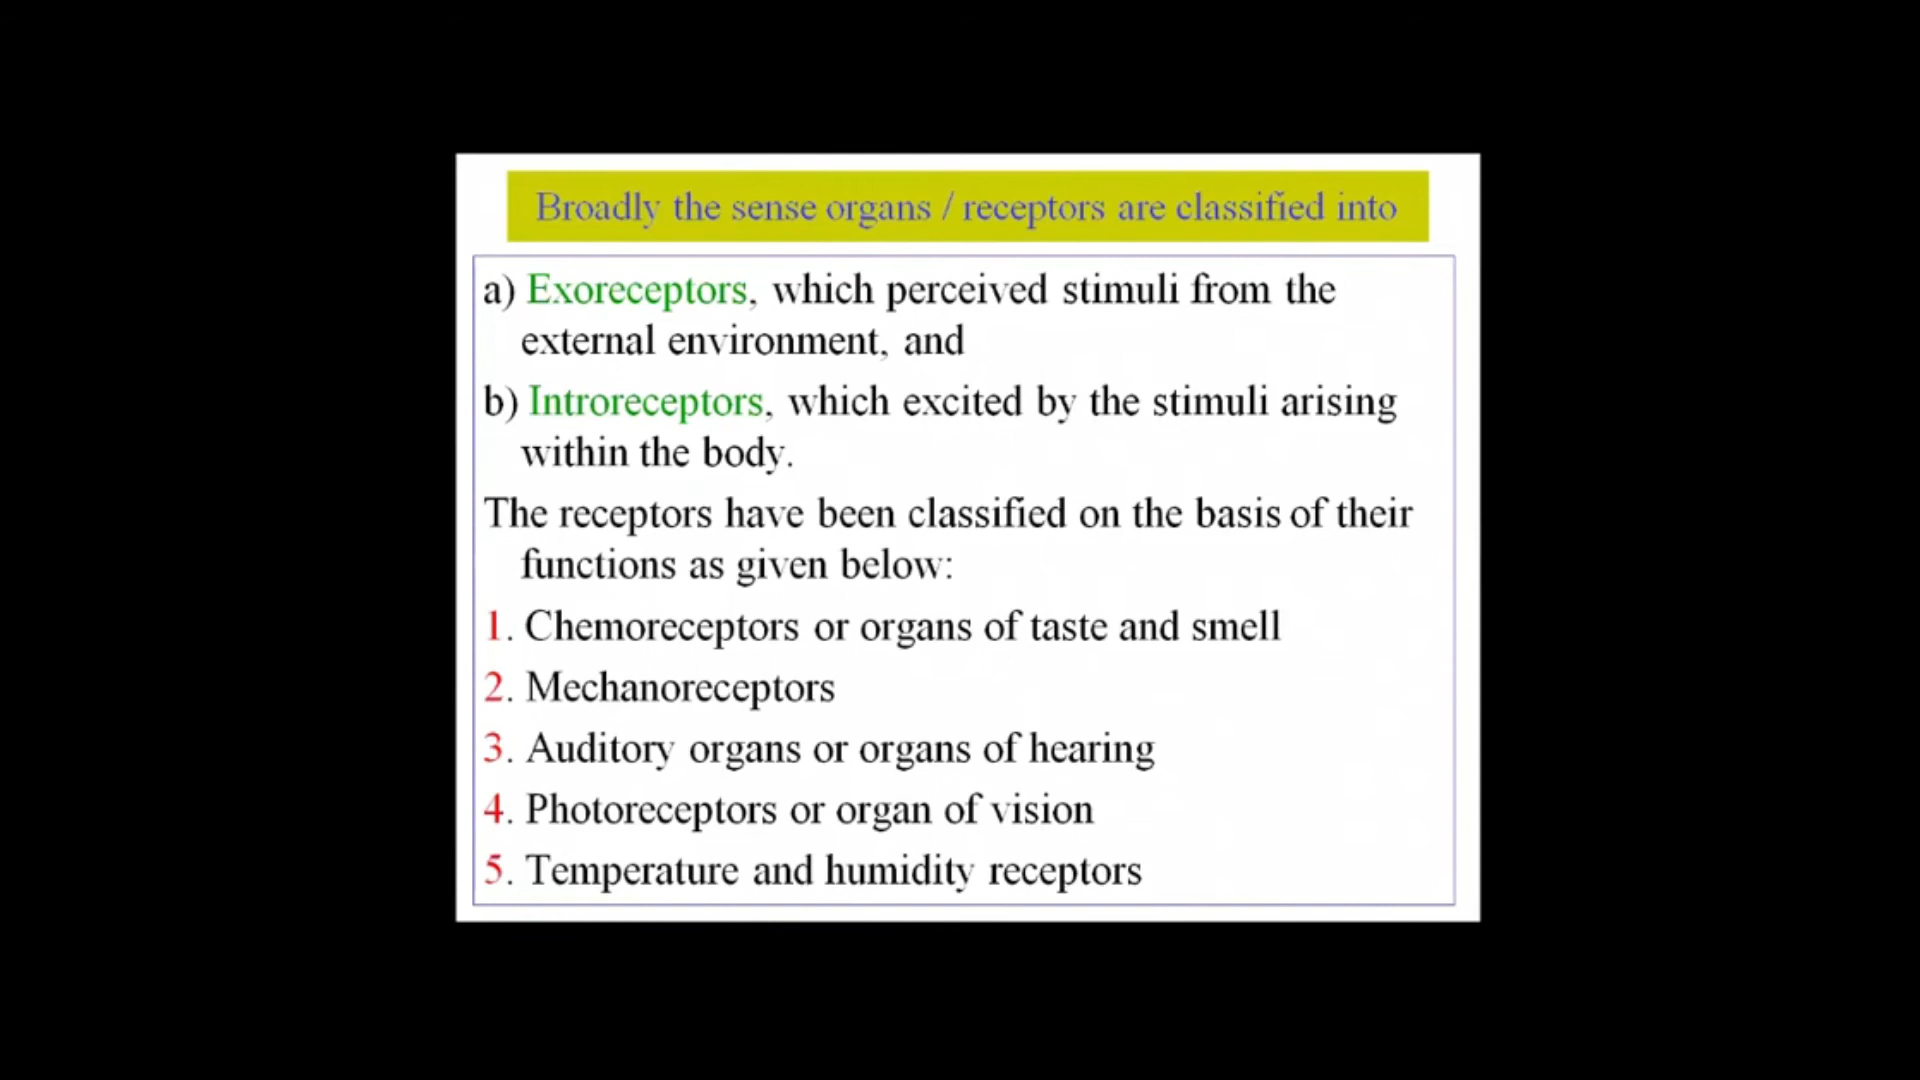 Broadly the sense organs / receptors are classified into
a) Exoreceptors, which perceived stimuli from the
external environment, and
b) Introreceptors, which excited by the stimuli arising
within the body.
The receptors have been classified on the basis of their
functions as given below:
1. Chemoreceptors or organs of taste and smell
2. Mechanoreceptors
3. Auditory organs or organs of hearing
4. Photoreceptors or organ of vision
5. Temperature and humidity receptors